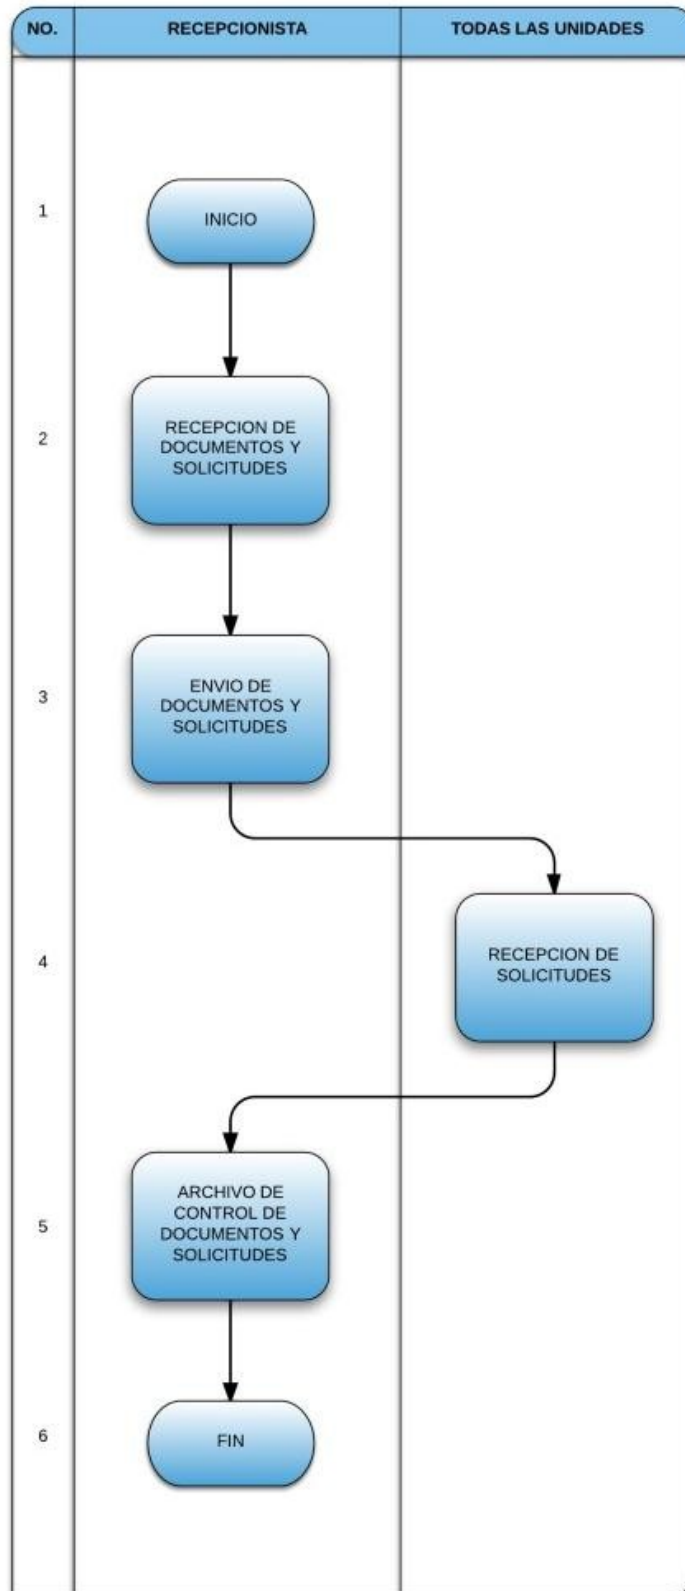 NO. RECEPCIONISTA TODAS LAS UNIDADES
1
INICIO
2
RECEPCION DE
DOCUMENTOS Y
SOLICITUDES
3
ENVIO DE
DOCUMENTOS Y
SOLICITUDES
4
RECEPCION DE
SOLICITUDES
5
ARCHIVO DE
CONTROL DE
DOCUMENTOS Y
SOLICITUDES
6
FIN